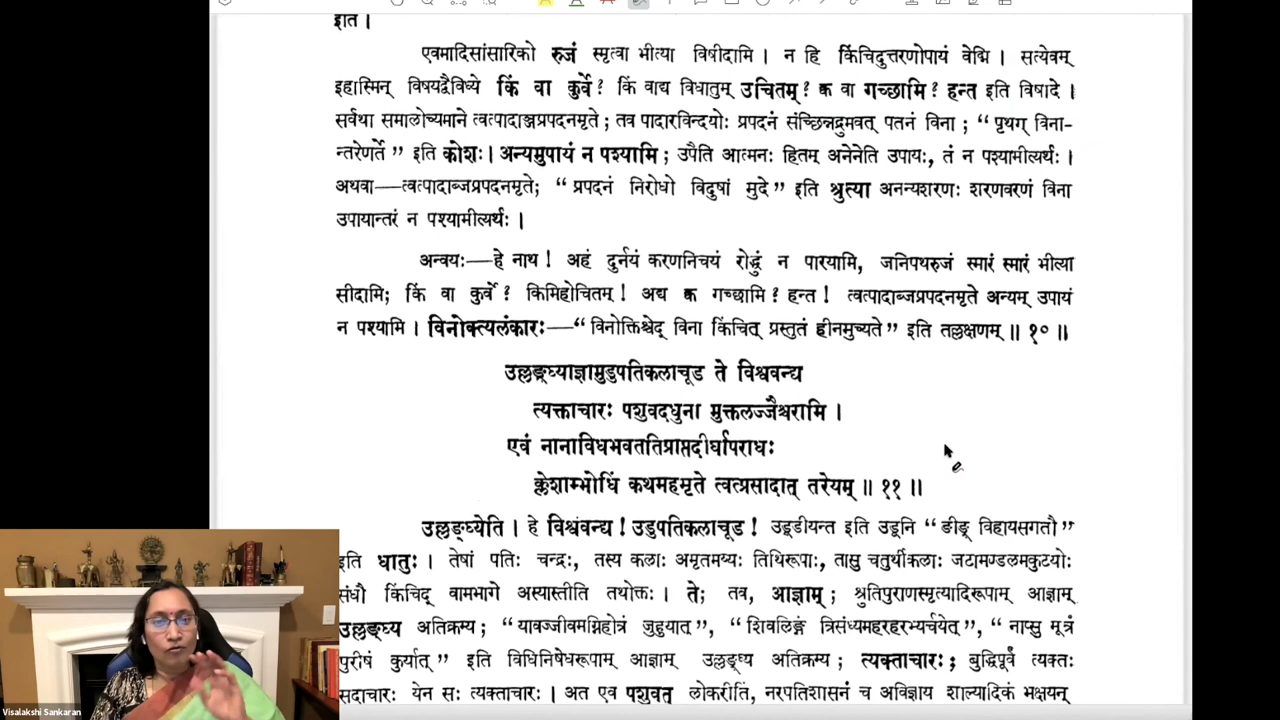 इति ।
एवमादिसांसारिको रुजं स्मृत्वा भीत्या विषीदामि । न हि किंचिदुत्तरणोपायं वेद्मि । सत्येवम्
इहास्मिन् विषयद्वैविध्ये किं वा कुर्वे? किं वाद्य विधातुम् उचितम्? क्व वा गच्छामि? हन्त इति विषादे ।
सर्वथा समालोच्यमाने त्वत्पादाब्जप्रपदनमृते; तव पादारविन्दयोः प्रपदनं संच्छिन्नद्रुमवत् पतनं विना; “ पृथग् विना-
न्तरेणर्ते ” इति कोशः। अन्यमुपायं न पश्यामि; उपैति आत्मनः हितम् अनेनेति उपायः, तं न पश्यामीत्यर्थः ।
अथवा—त्वत्पादाब्जप्रपदनमृते; “ प्रपदनं निरोधो विदुषां मुदे ” इति श्रुत्या अनन्यशरणः शरणवरणं विना
उपायान्तरं न पश्यामीत्यर्थः ।
अन्वयः—हे नाथ ! अहं दुर्नयं करणनिचयं रोद्धुं न पारयामि, जनिपथरुजं स्मारं स्मारं भीत्या
सीदामि; किं वा कुर्वे? किमिहोचितम् ! अद्य क्व गच्छामि? हन्त ! त्वत्पादाब्जप्रपदनमृते अन्यम् उपायं
न पश्यामि । विनोक्त्यलंकारः—“ विनोक्तिश्चेद् विना किंचित् प्रस्तुतं हीनमुच्यते ” इति तल्लक्षणम् ॥ १० ॥
उल्लङ्घ्याज्ञामुडुपतिकलाचूड ते विश्ववन्द्य
त्यक्ताचारः पशुवदधुना मुक्तलज्जैश्चरामि ।
एवं नानाविधभवततिप्राप्तदीर्घापराधः
क्लेशाम्भोधिं कथमहमृते त्वत्प्रसादात् तरेयम् ॥ ११ ॥
उल्लङ्घ्येति । हे विश्ववन्द्य ! उडुपतिकलाचूड ! उड्डीयन्त इति उडूनि “ ङीङ् विहायसगतौ ”
इति धातुः । तेषां पतिः चन्द्रः, तस्य कलाः अमृतमय्यः तिथिरूपाः, तासु चतुर्थीकलाः जटामण्डलमकुटयोः
संधौ किंचिद् वामभागे अस्यास्तीति तथोक्तः । ते; तव, आज्ञाम्; श्रुतिपुराणस्मृत्यादिरूपाम् आज्ञाम्
उल्लङ्घ्य अतिक्रम्य; “ यावज्जीवमग्निहोत्रं जुहुयात् ”, “ शिवलिङ्गं त्रिसंध्यमहरहरभ्यर्चयेत् ”, “ नाप्सु मूत्रं
पुरीषं कुर्यात् ” इति विधिनिषेधरूपाम् आज्ञाम् उल्लङ्घ्य अतिक्रम्य; त्यक्ताचारः; बुद्धिपूर्वं त्यक्तः
सदाचारः येन सः त्यक्ताचारः । अत एव पशुवत् लोकरीतिं, नरपतिशासनं च अविज्ञाय शाल्यादिकं भक्षयन्
Visalakshi Sankaran